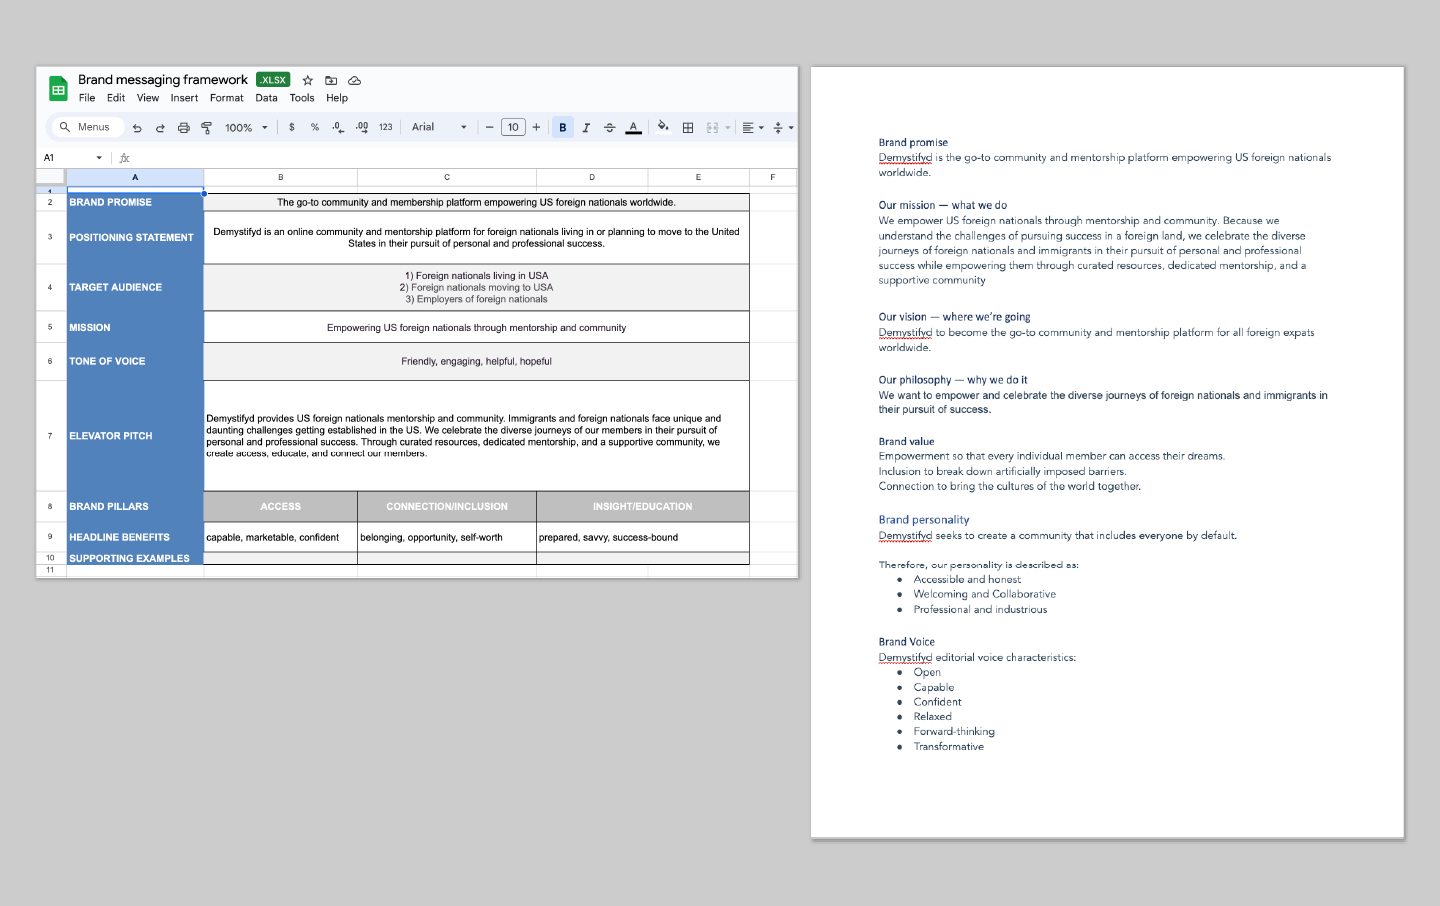 Brand messaging framework .XLSX
File Edit View Insert Format Data Tools Help
Menus 100% $ % .0 .00 123 Arial 10 B I S A
A1 fx
A B C D E F
1
2 BRAND PROMISE The go-to community and membership platform empowering US foreign nationals worldwide.
3 POSITIONING STATEMENT Demystifyd is an online community and mentorship platform for foreign nationals living in or planning to move to the United
States in their pursuit of personal and professional success.
4 TARGET AUDIENCE 1) Foreign nationals living in USA
2) Foreign nationals moving to USA
3) Employers of foreign nationals
5 MISSION Empowering US foreign nationals through mentorship and community
6 TONE OF VOICE Friendly, engaging, helpful, hopeful
7 ELEVATOR PITCH Demystifyd provides US foreign nationals mentorship and community. Immigrants and foreign nationals face unique and
daunting challenges getting established in the US. We celebrate the diverse journeys of our members in their pursuit of
personal and professional success. Through curated resources, dedicated mentorship, and a supportive community, we
create access, educate, and connect our members.
8 BRAND PILLARS ACCESS CONNECTION/INCLUSION INSIGHT/EDUCATION
9 HEADLINE BENEFITS capable, marketable, confident belonging, opportunity, self-worth prepared, savvy, success-bound
10 SUPPORTING EXAMPLES
11
Brand promise
Demystifyd is the go-to community and mentorship platform empowering US foreign nationals
worldwide.
Our mission — what we do
We empower US foreign nationals through mentorship and community. Because we
understand the challenges of pursuing success in a foreign land, we celebrate the diverse
journeys of foreign nationals and immigrants in their pursuit of personal and professional
success while empowering them through curated resources, dedicated mentorship, and a
supportive community
Our vision — where we're going
Demystifyd to become the go-to community and mentorship platform for all foreign expats
worldwide.
Our philosophy — why we do it
We want to empower and celebrate the diverse journeys of foreign nationals and immigrants in
their pursuit of success.
Brand value
Empowerment so that every individual member can access their dreams.
Inclusion to break down artificially imposed barriers.
Connection to bring the cultures of the world together.
Brand personality
Demystifyd seeks to create a community that includes everyone by default.
Therefore, our personality is described as:
● Accessible and honest
● Welcoming and Collaborative
● Professional and industrious
Brand Voice
Demystifyd editorial voice characteristics:
● Open
● Capable
● Confident
● Relaxed
● Forward-thinking
● Transformative